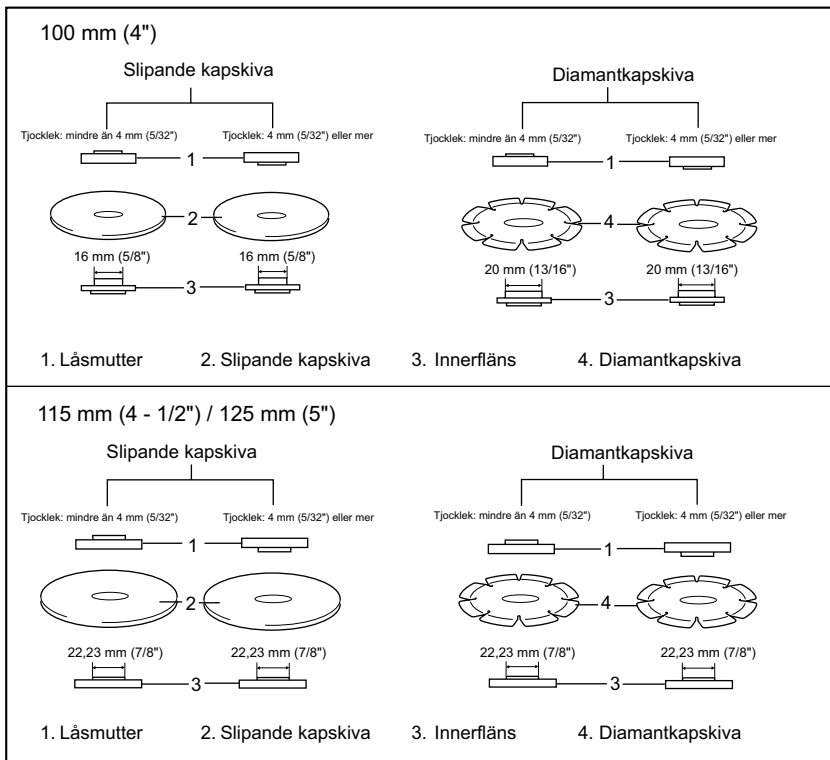 100 mm (4")
Slipande kapskiva
Diamantkapskiva
Tjocklek: mindre än 4 mm (5/32")
Tjocklek: 4 mm (5/32") eller mer
Tjocklek: mindre än 4 mm (5/32")
Tjocklek: 4 mm (5/32") eller mer
1
1
2
4
16 mm (5/8")
16 mm (5/8")
20 mm (13/16")
20 mm (13/16")
3
3
1. Låsmutter 2. Slipande kapskiva 3. Innerfläns 4. Diamantkapskiva
115 mm (4 - 1/2") / 125 mm (5")
Slipande kapskiva
Diamantkapskiva
Tjocklek: mindre än 4 mm (5/32")
Tjocklek: 4 mm (5/32") eller mer
Tjocklek: mindre än 4 mm (5/32")
Tjocklek: 4 mm (5/32") eller mer
1
1
2
4
22,23 mm (7/8")
22,23 mm (7/8")
22,23 mm (7/8")
22,23 mm (7/8")
3
3
1. Låsmutter 2. Slipande kapskiva 3. Innerfläns 4. Diamantkapskiva